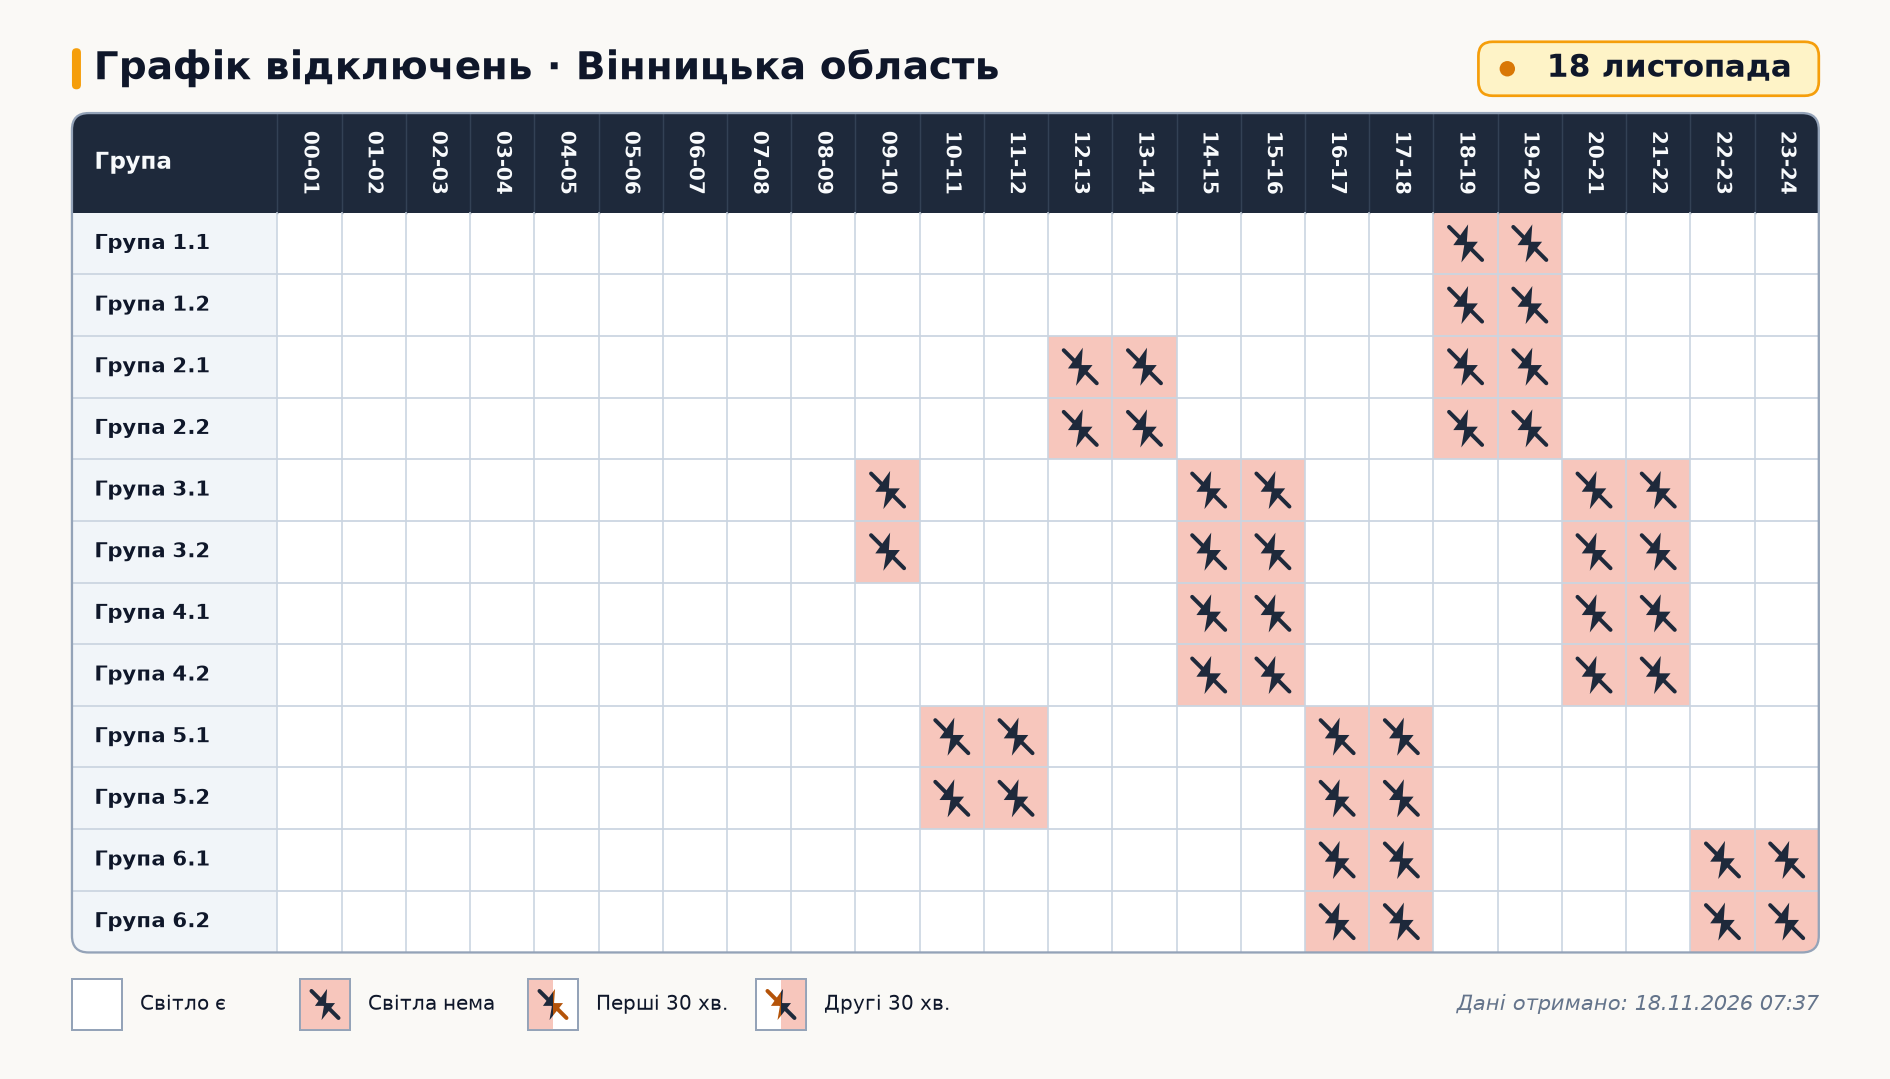 Графік відключень · Вінницька область
18 листопада
Група 00-01 01-02 02-03 03-04 04-05 05-06 06-07 07-08 08-09 09-10 10-11 11-12 12-13 13-14 14-15 15-16 16-17 17-18 18-19 19-20 20-21 21-22 22-23 23-24
Група 1.1
Група 1.2
Група 2.1
Група 2.2
Група 3.1
Група 3.2
Група 4.1
Група 4.2
Група 5.1
Група 5.2
Група 6.1
Група 6.2
Світло є Світла нема Перші 30 хв. Другі 30 хв.
Дані отримано: 18.11.2026 07:37